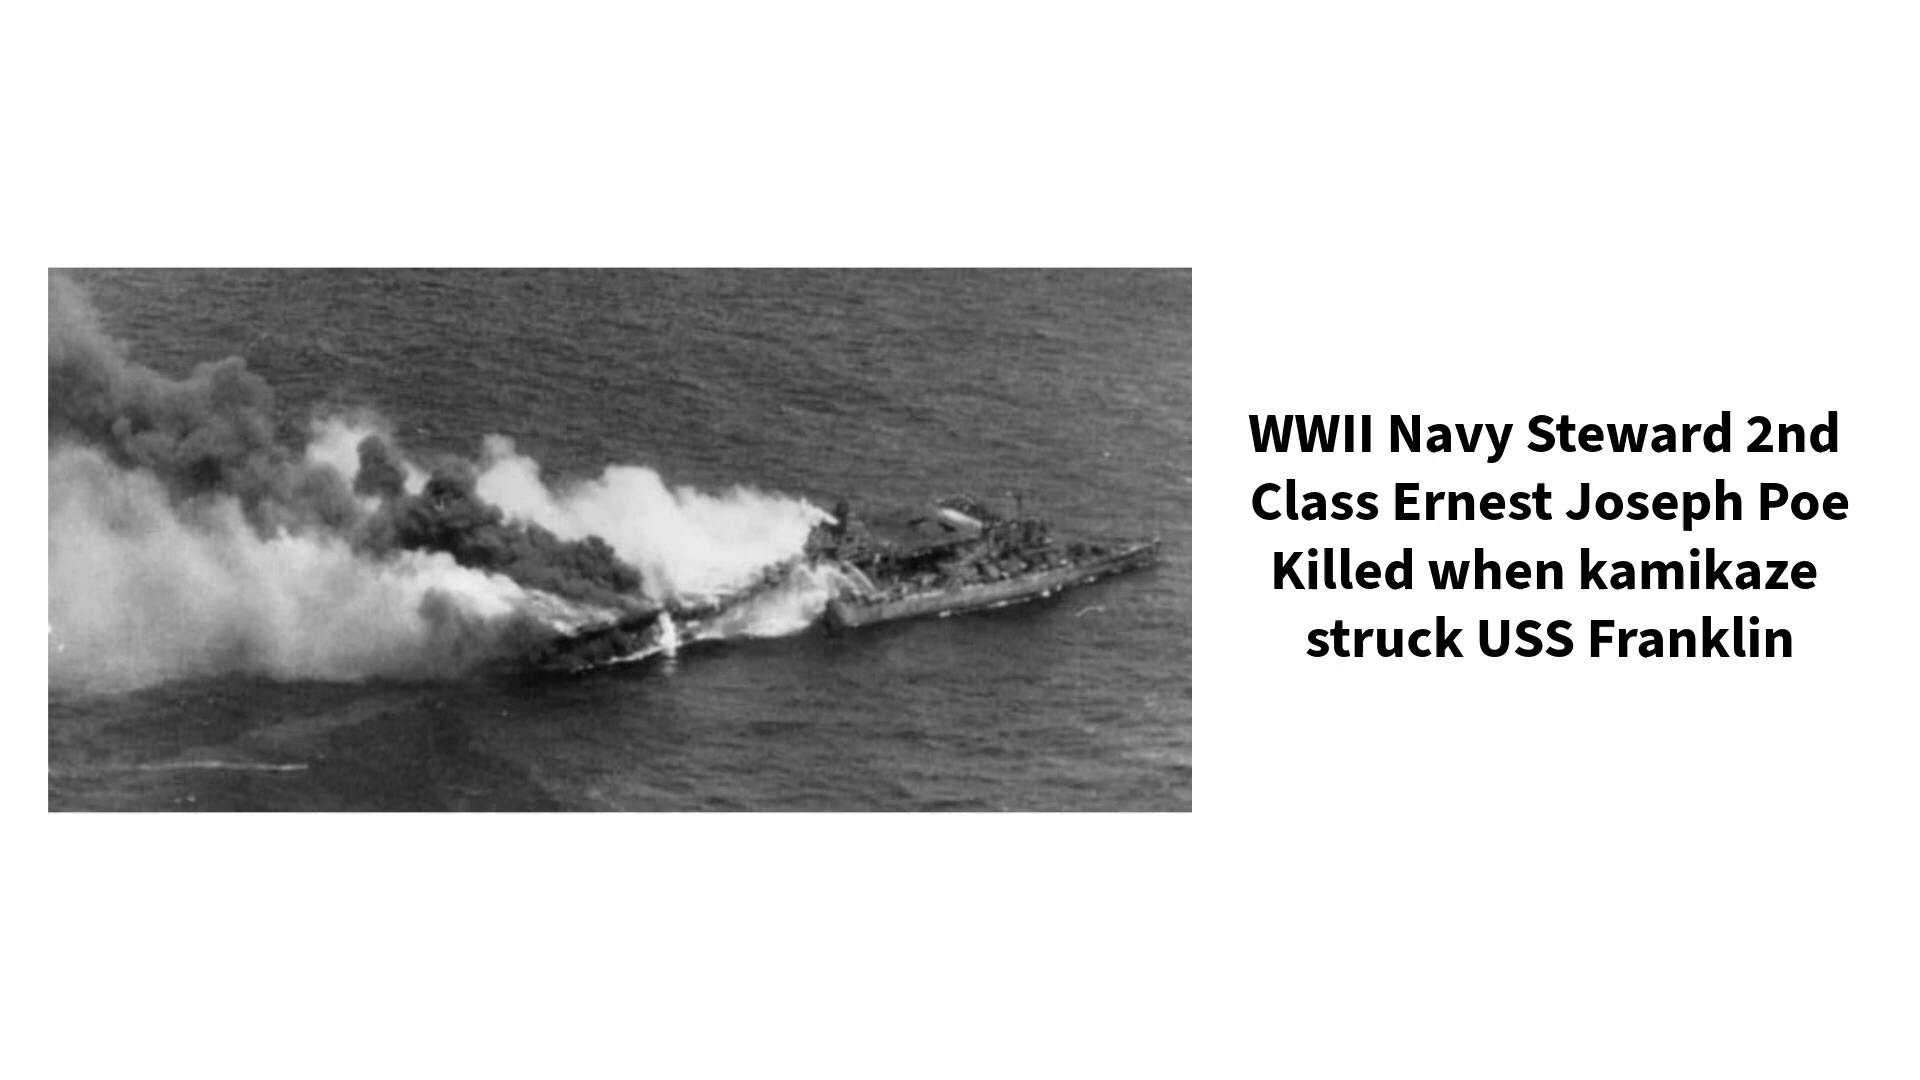 WWII Navy Steward 2nd
Class Ernest Joseph Poe
Killed when kamikaze
struck USS Franklin